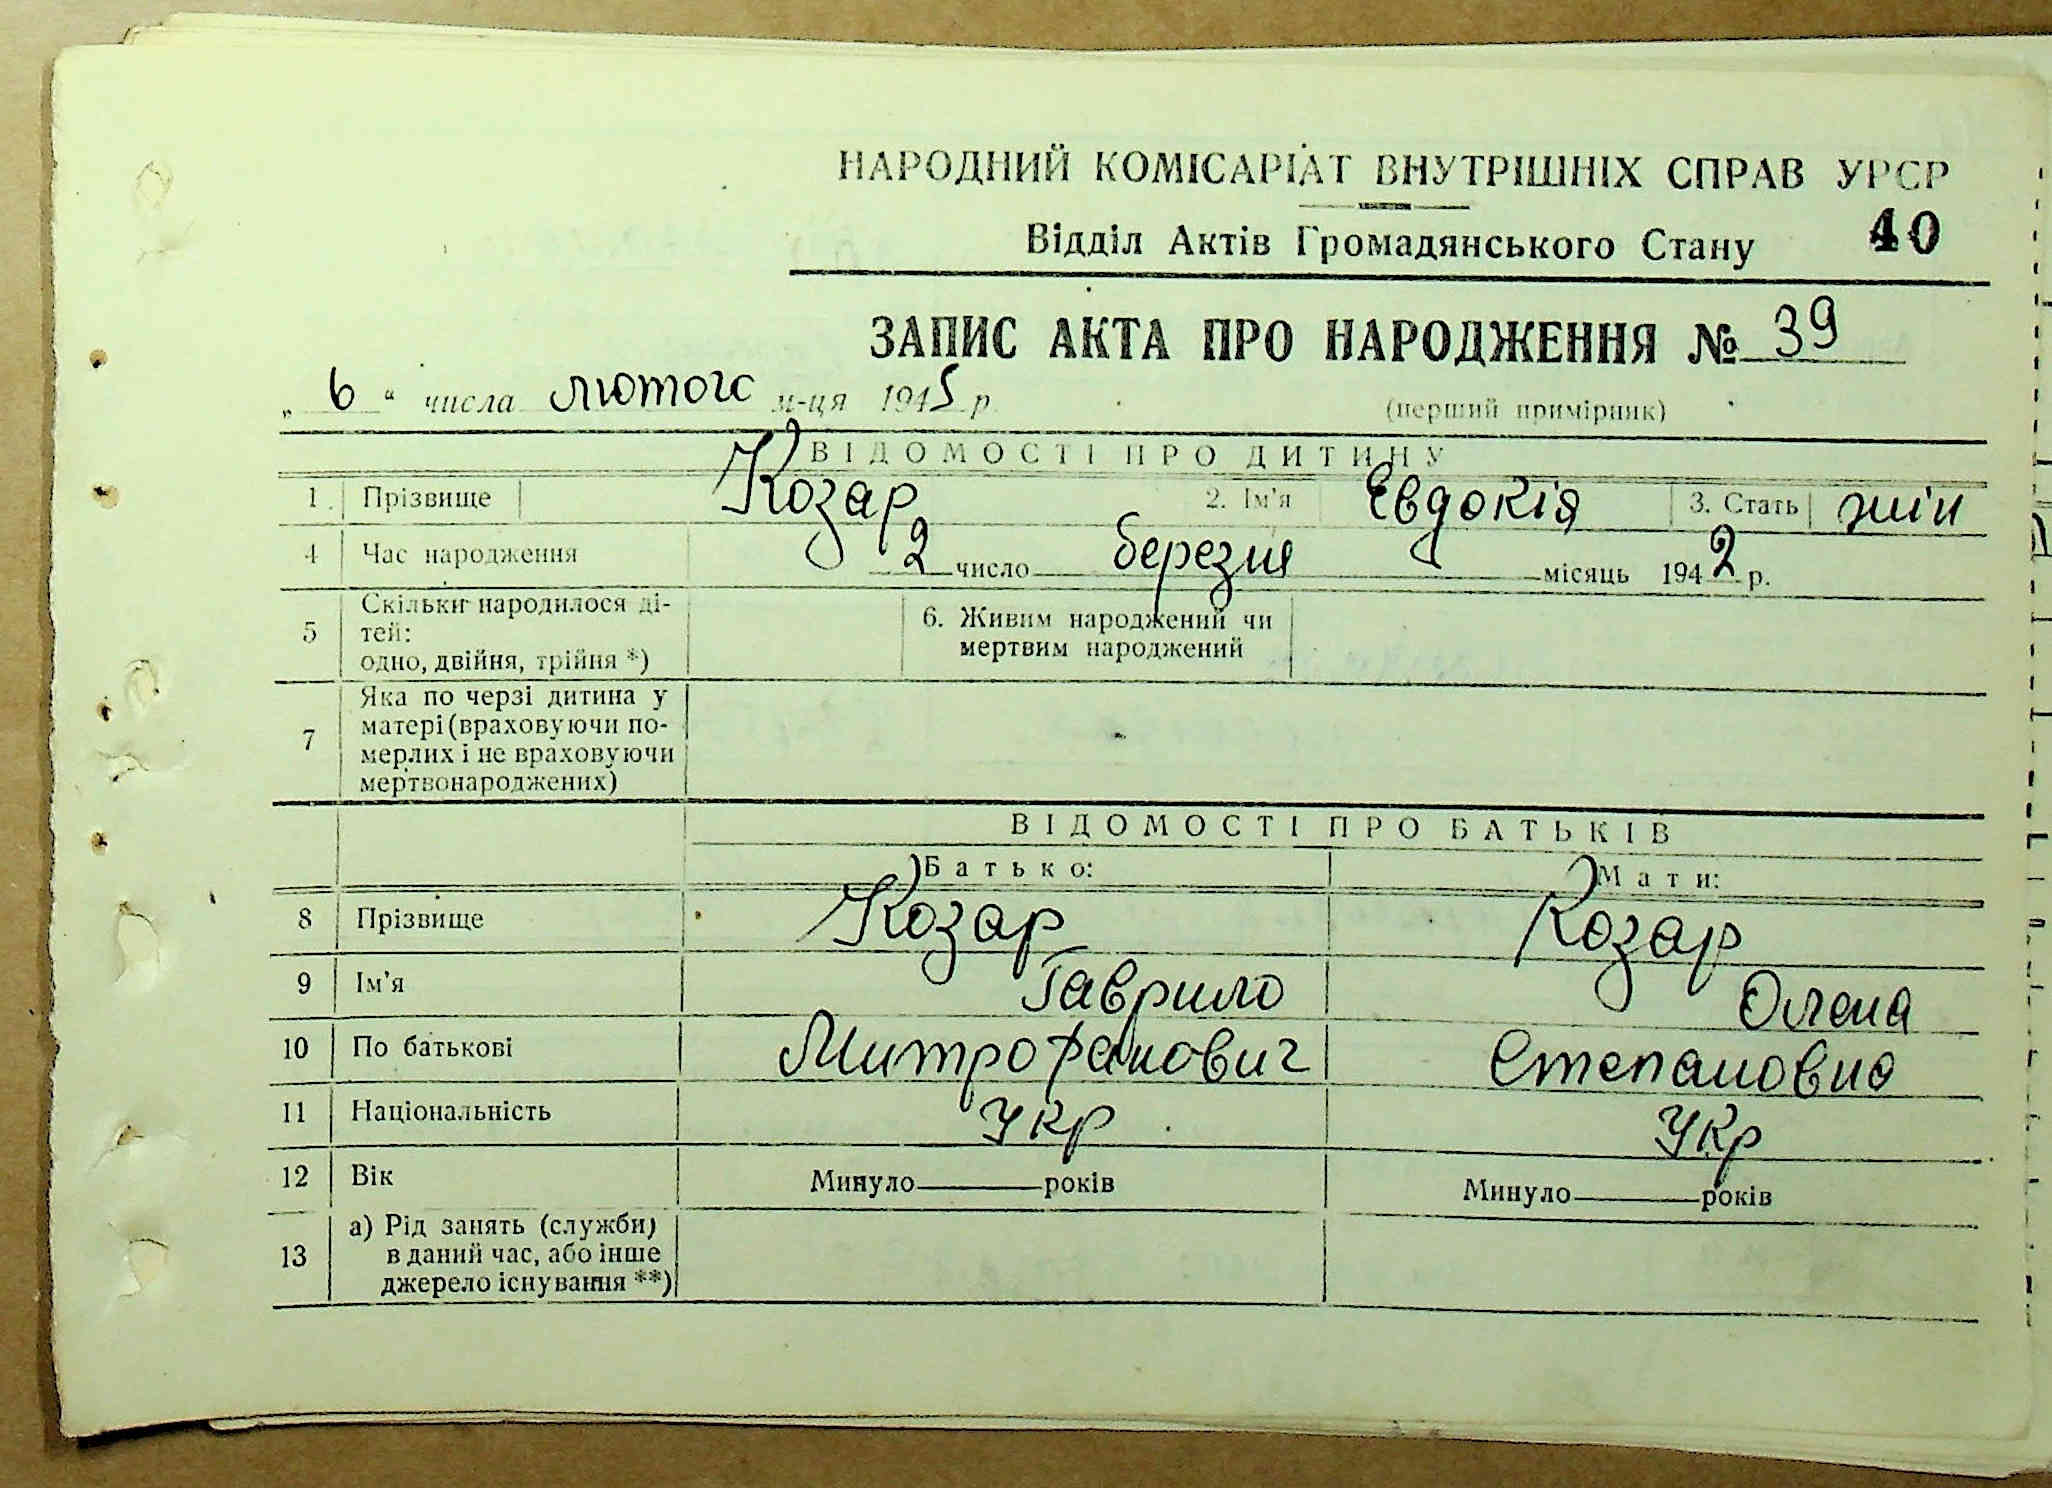 НАРОДНИЙ КОМІСАРІАТ ВНУТРІШНІХ СПРАВ УРСР
Відділ Актів Громадянського Стану 40
ЗАПИС АКТА ПРО НАРОДЖЕННЯ № 39
„ 6 “ числа лютого м-ця 1945 р. (перший примірник)
ВІДОМОСТІ ПРО ДИТИНУ
1. Прізвище Козар 2. Ім'я Евдокія 3. Стать жін
4 Час народження 2 число березня місяць 1942 р.
5 Скільки народилося ді-
тей:
одно, двійня, трійня *)
6. Живим народжений чи
мертвим народжений
7 Яка по черзі дитина у
матері (враховуючи по-
мерлих і не враховуючи
мертвонароджених)
ВІДОМОСТІ ПРО БАТЬКІВ
Батько: Мати:
8 Прізвище Козар Козар
9 Ім'я Гаврило Олена
10 По батькові Митрофанович Степановна
11 Національність Укр Укр
12 Вік Минуло років Минуло років
13 а) Рід занять (служби)
в даний час, або інше
джерело існування **)